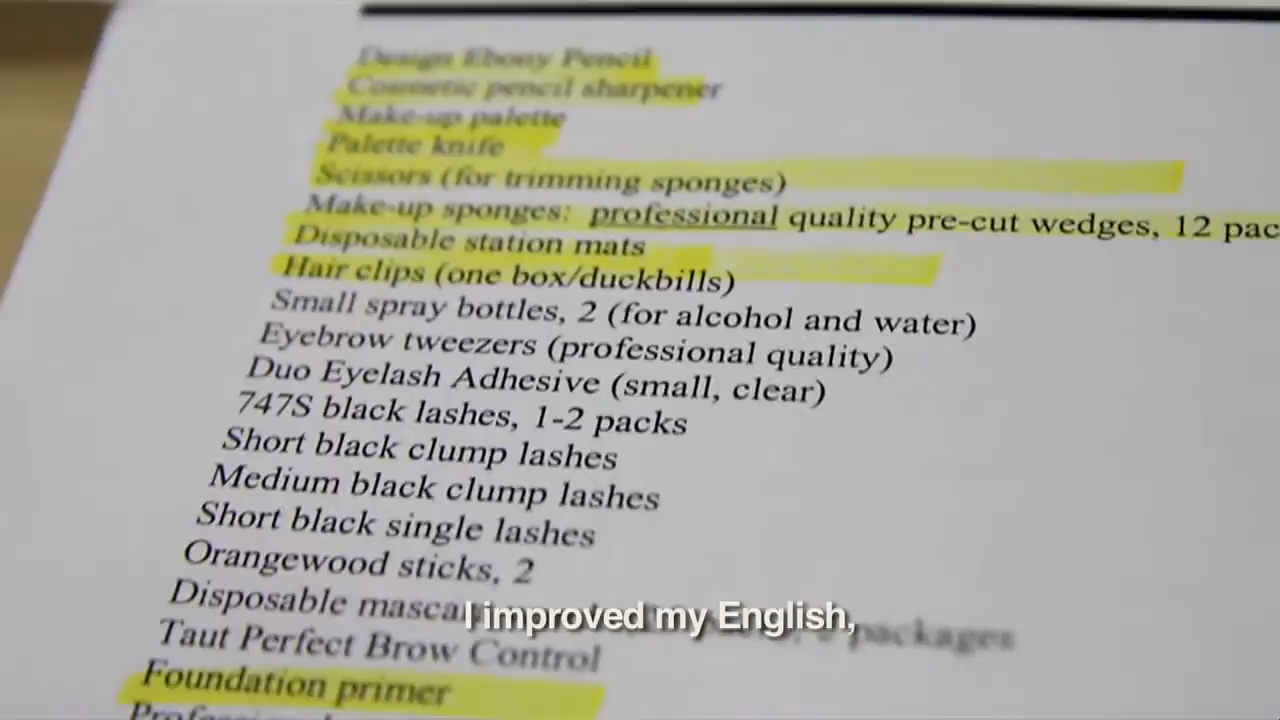 Design Ebony Pencil
Cosmetic pencil sharpener
Make-up palette
Palette knife
Scissors (for trimming sponges)
Make-up sponges: professional quality pre-cut wedges, 12 pac
Disposable station mats
Hair clips (one box/duckbills)
Small spray bottles, 2 (for alcohol and water)
Eyebrow tweezers (professional quality)
Duo Eyelash Adhesive (small, clear)
747S black lashes, 1-2 packs
Short black clump lashes
Medium black clump lashes
Short black single lashes
Orangewood sticks, 2
Disposable packages
I improved my English,
Taut Perfect Brow Control
Foundation primer